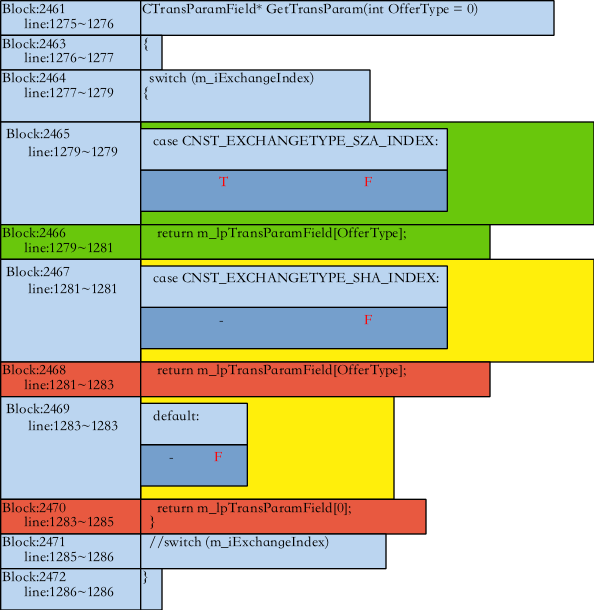 Block:2461 CTransParamField* GetTransParam(int OfferType = 0)
line:1275~1276
Block:2463 {
line:1276~1277
Block:2464 switch (m_iExchangeIndex)
line:1277~1279 {
Block:2465 case CNST_EXCHANGETYPE_SZA_INDEX:
line:1279~1279
T F
Block:2466 return m_lpTransParamField[OfferType];
line:1279~1281
Block:2467 case CNST_EXCHANGETYPE_SHA_INDEX:
line:1281~1281
- F
Block:2468 return m_lpTransParamField[OfferType];
line:1281~1283
Block:2469 default:
line:1283~1283
- F
Block:2470 return m_lpTransParamField[0];
line:1283~1285 }
Block:2471 //switch (m_iExchangeIndex)
line:1285~1286
Block:2472 }
line:1286~1286